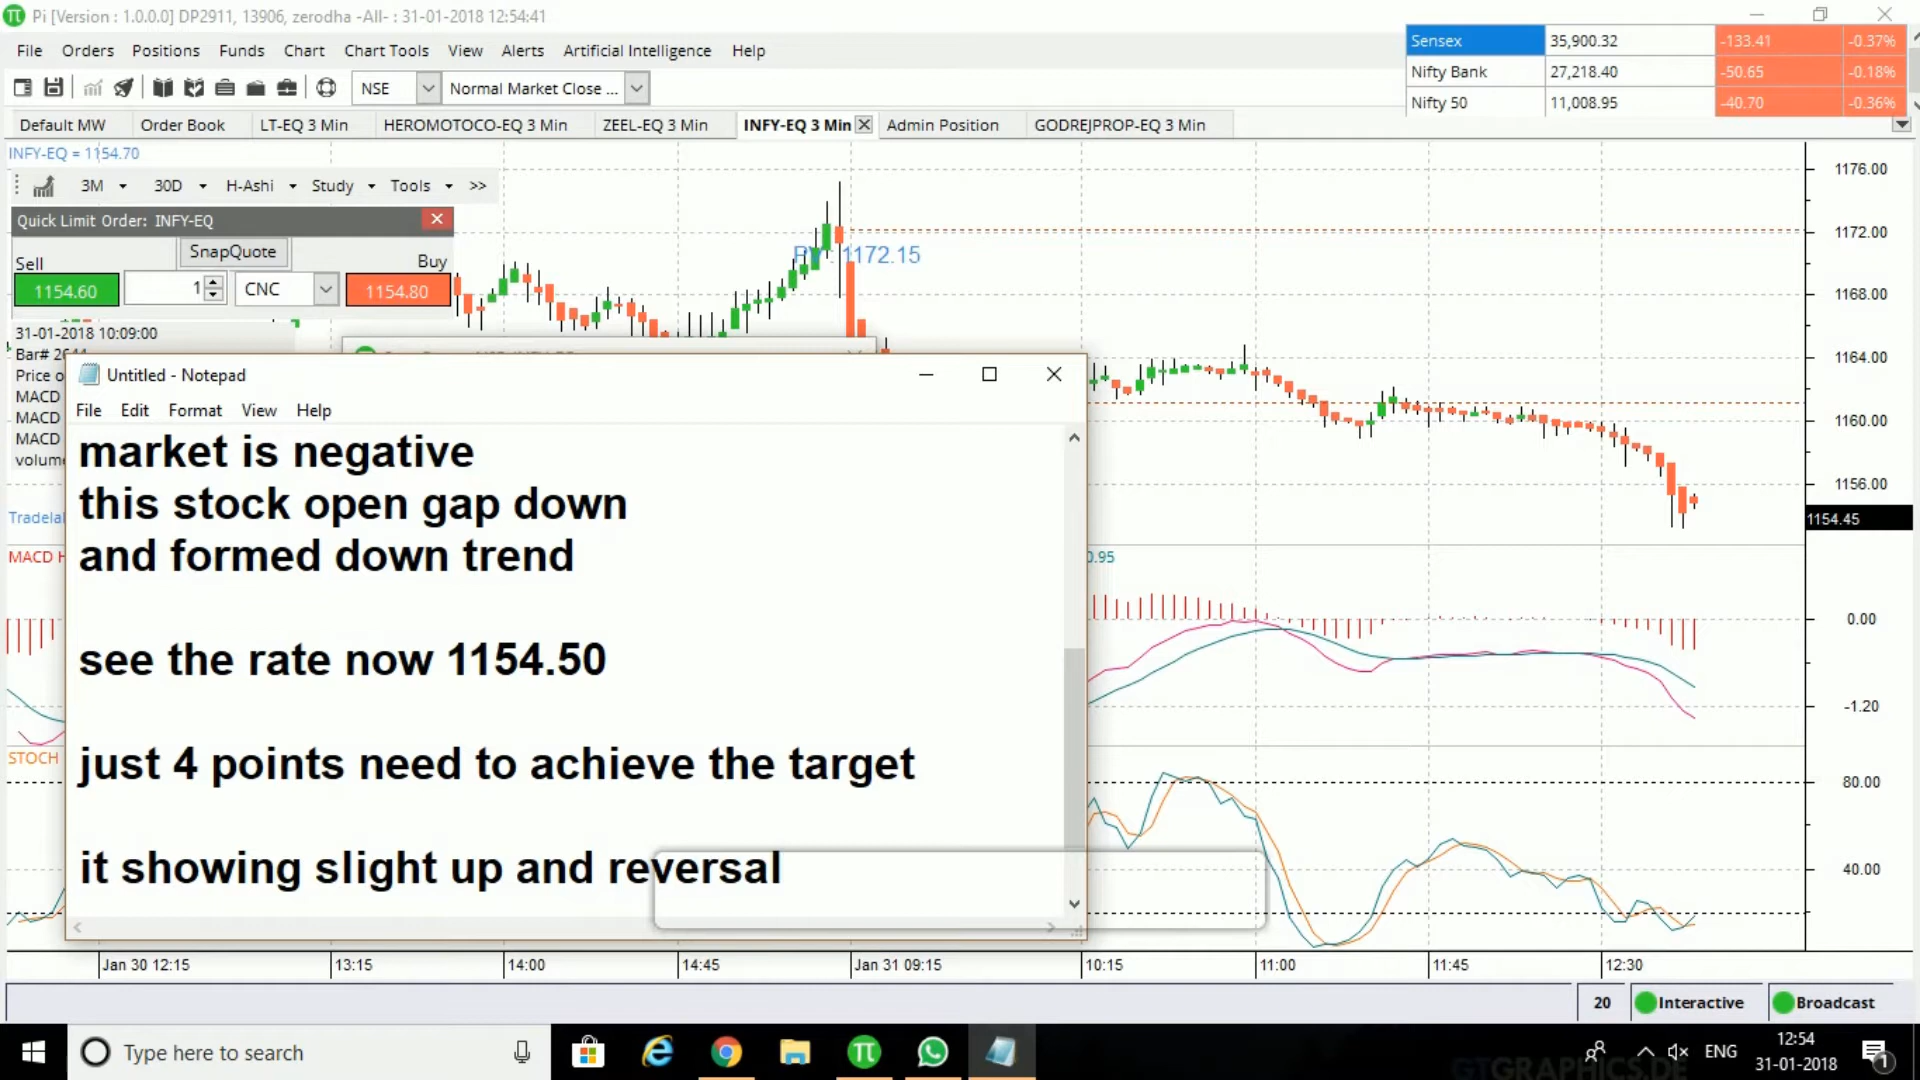 Pi [Version : 1.0.0.0] DP2911, 13906, zerodha -All- : 31-01-2018 12:54:41
File Orders Positions Funds Chart Chart Tools View Alerts Artificial Intelligence Help
Sensex 35,900.32 -133.41 -0.37%
Nifty Bank 27,218.40 -50.65 -0.18%
Nifty 50 11,008.95 -40.70 -0.36%
NSE Normal Market Close ...
Default MW Order Book LT-EQ 3 Min HEROMOTOCO-EQ 3 Min ZEEL-EQ 3 Min INFY-EQ 3 Min Admin Position GODREJPROP-EQ 3 Min
INFY-EQ = 1154.70
3M 30D H-Ashi Study Tools >>
Quick Limit Order: INFY-EQ
Sell SnapQuote Buy
1154.60 1 CNC 1154.80
31-01-2018 10:09:00
Bar#
Price
MACD
MACD
MACD
1172.15
1176.00
1172.00
1168.00
1164.00
1160.00
1156.00
1154.45
0.00
-1.20
80.00
40.00
MACD
STOCH
Untitled - Notepad
File Edit Format View Help
market is negative
this stock open gap down
and formed down trend
see the rate now 1154.50
just 4 points need to achieve the target
it showing slight up and reversal
Jan 30 12:15 13:15 14:00 14:45 Jan 31 09:15 10:15 11:00 11:45 12:30
20 Interactive Broadcast
Type here to search
ENG
12:54
31-01-2018
1
GTGRAPHICS.DE